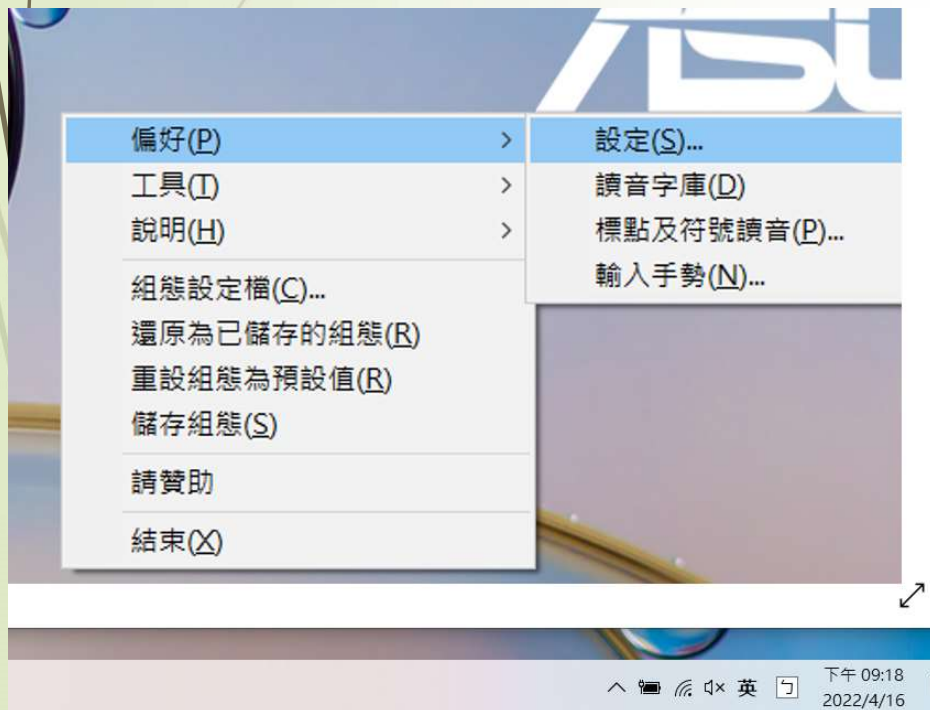 偏好(P) >
設定(S)...
工具(T) >
讀音字庫(D)
說明(H) >
標點及符號讀音(P)...
輸入手勢(N)...
組態設定檔(C)...
還原為已儲存的組態(R)
重設組態為預設值(R)
儲存組態(S)
請贊助
結束(X)
英 ㄅ
下午 09:18
2022/4/16